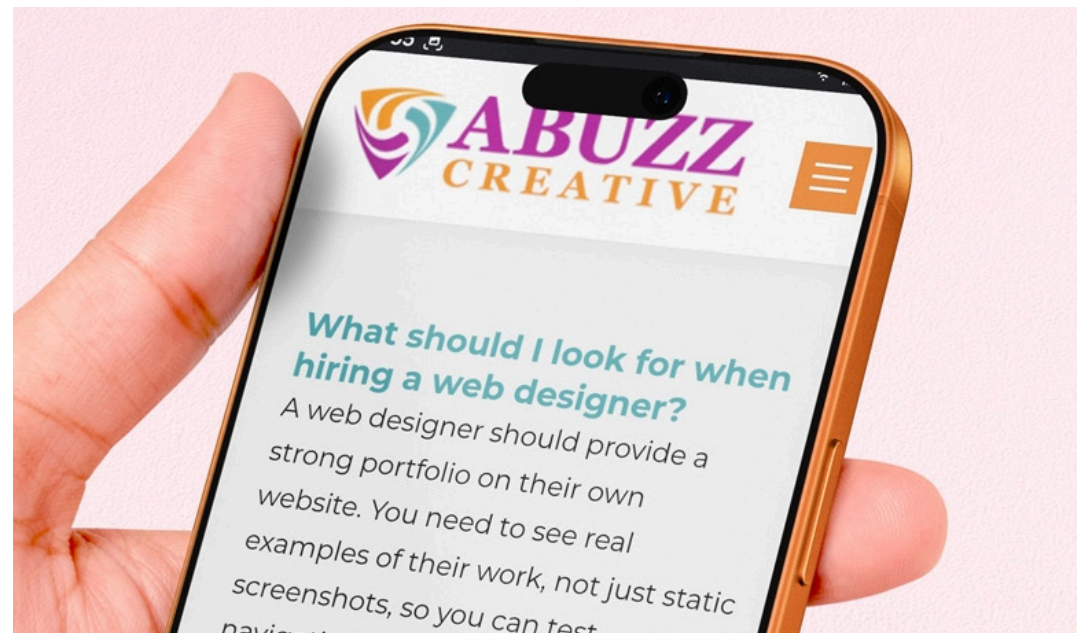 ABUZZ
CREATIVE
What should I look for when
hiring a web designer?
A web designer should provide a
strong portfolio on their own
website. You need to see real
examples of their work, not just static
screenshots, so you can test